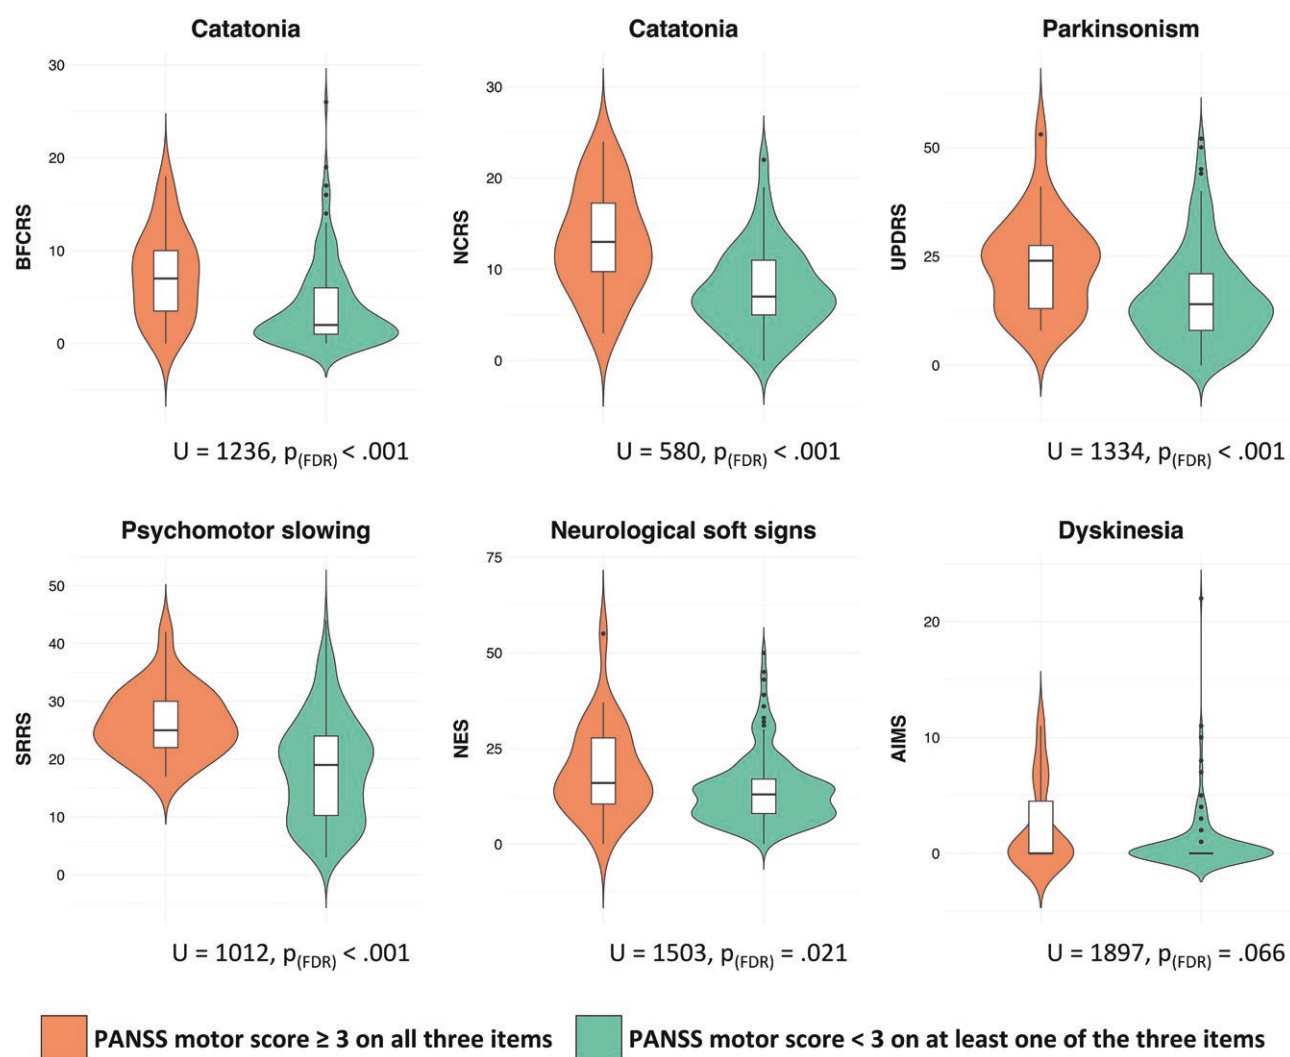 Catatonia
BFCRS
30
20
10
0
U = 1236, p(FDR) < .001
Catatonia
NCRS
30
20
10
0
U = 580, p(FDR) < .001
Parkinsonism
UPDRS
50
25
0
U = 1334, p(FDR) < .001
Psychomotor slowing
SRRS
50
40
30
20
10
0
U = 1012, p(FDR) < .001
Neurological soft signs
NES
75
50
25
0
U = 1503, p(FDR) = .021
Dyskinesia
AIMS
20
10
0
U = 1897, p(FDR) = .066
PANSS motor score ≥ 3 on all three items
PANSS motor score < 3 on at least one of the three items